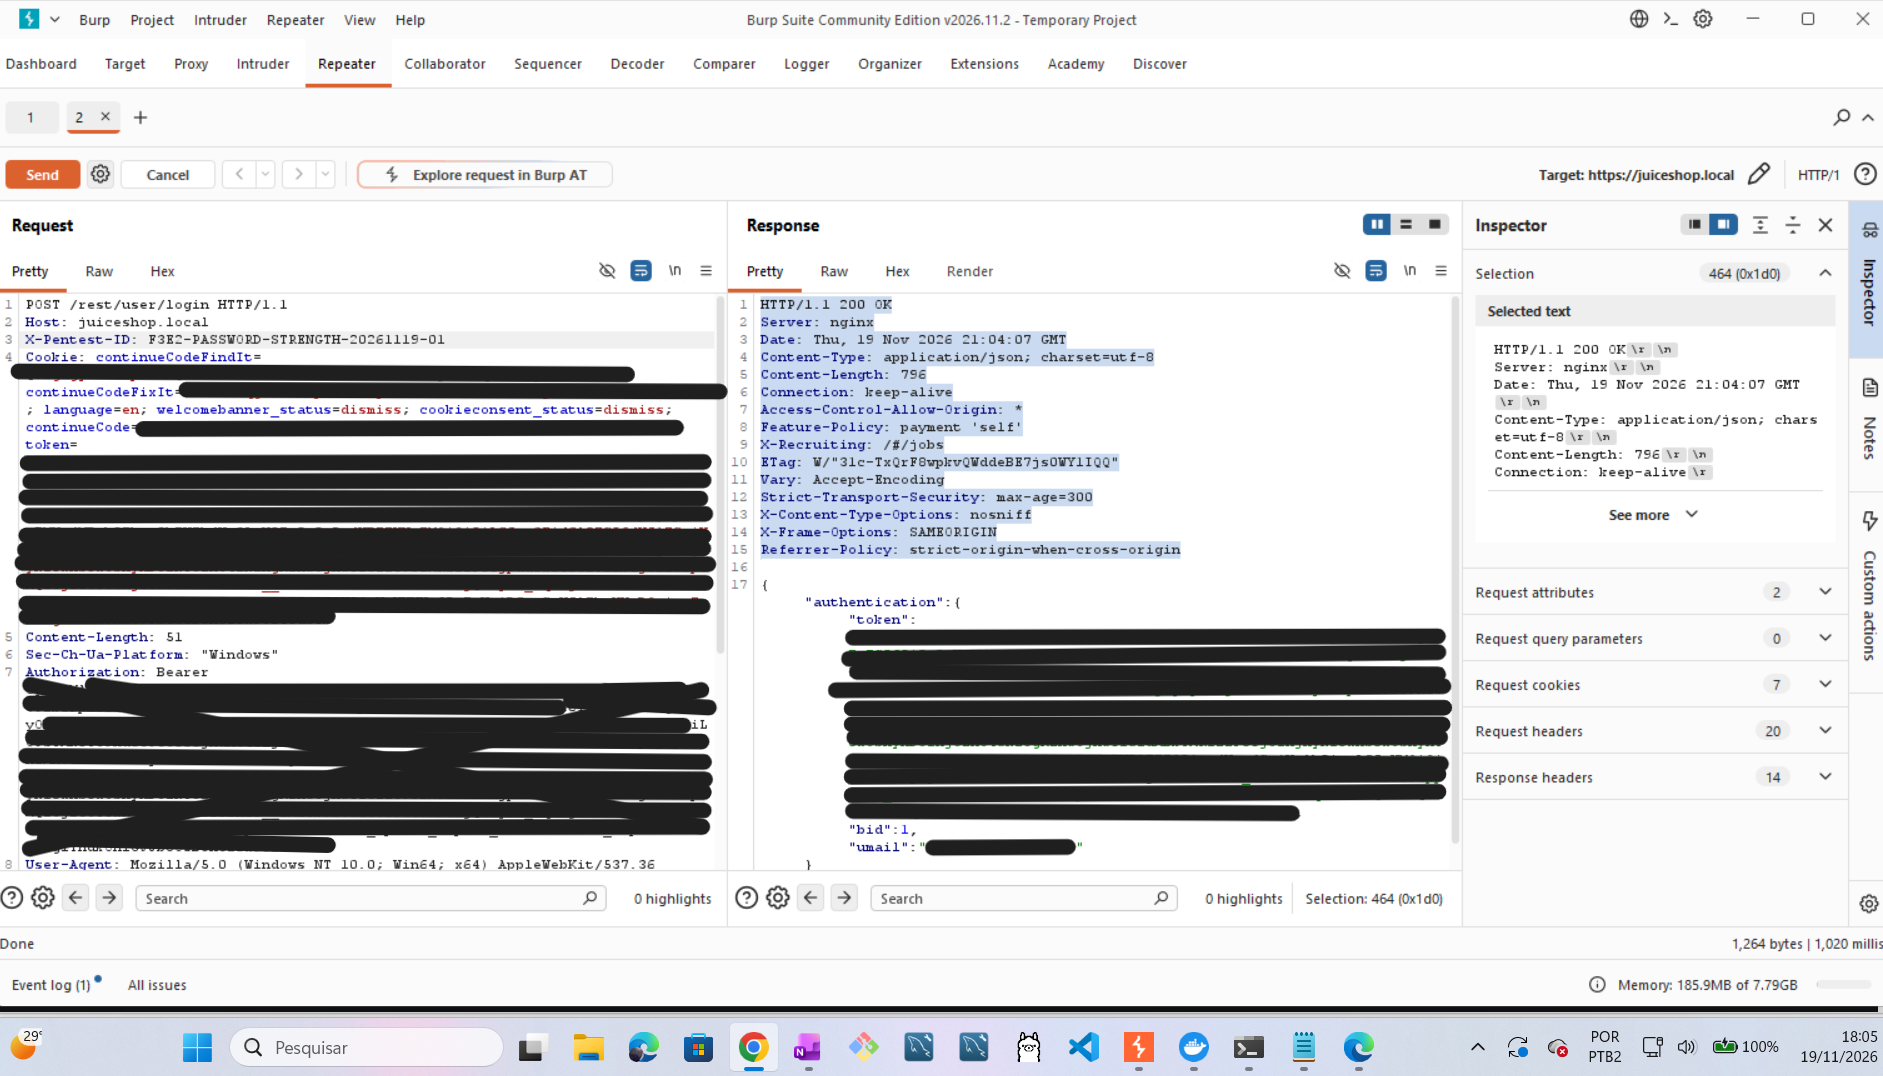 Burp Project Intruder Repeater View Help
Burp Suite Community Edition v2026.11.2 - Temporary Project
Dashboard Target Proxy Intruder Repeater Collaborator Sequencer Decoder Comparer Logger Organizer Extensions Academy Discover
1 2 × +
Send Cancel < > Explore request in Burp AT
Target: https://juiceshop.local HTTP/1
Request
Pretty Raw Hex \n
1 POST /rest/user/login HTTP/1.1
2 Host: juiceshop.local
3 X-Pentest-ID: F3E2-PASSWORD-STRENGTH-20261119-01
4 Cookie: continueCodeFindIt=
continueCodeFixIt=
; language=en; welcomebanner_status=dismiss; cookieconsent_status=dismiss;
continueCode=
token=
5 Content-Length: 51
6 Sec-Ch-Ua-Platform: "Windows"
7 Authorization: Bearer
8 User-Agent: Mozilla/5.0 (Windows NT 10.0; Win64; x64) AppleWebKit/537.36
Search 0 highlights
Response
Pretty Raw Hex Render \n
1 HTTP/1.1 200 OK
2 Server: nginx
3 Date: Thu, 19 Nov 2026 21:04:07 GMT
4 Content-Type: application/json; charset=utf-8
5 Content-Length: 796
6 Connection: keep-alive
7 Access-Control-Allow-Origin: *
8 Feature-Policy: payment 'self'
9 X-Recruiting: /#/jobs
10 ETag: W/"31c-TxQrF8wpkvQWddeBE7jsOWYlIQQ"
11 Vary: Accept-Encoding
12 Strict-Transport-Security: max-age=300
13 X-Content-Type-Options: nosniff
14 X-Frame-Options: SAMEORIGIN
15 Referrer-Policy: strict-origin-when-cross-origin
16
17 {
"authentication":{
"token":
"bid":1,
"umail":" "
}
Search 0 highlights Selection: 464 (0x1d0)
Inspector
Selection 464 (0x1d0)
Selected text
HTTP/1.1 200 OK \r \n
Server: nginx \r \n
Date: Thu, 19 Nov 2026 21:04:07 GMT
\r \n
Content-Type: application/json; chars
et=utf-8 \r \n
Content-Length: 796 \r \n
Connection: keep-alive \r
See more
Request attributes 2
Request query parameters 0
Request cookies 7
Request headers 20
Response headers 14
Inspector
Notes
Custom actions
Done
1,264 bytes | 1,020 millis
Event log (1) All issues
Memory: 185.9MB of 7.79GB
29°
Pesquisar
POR
PTB2
100%
18:05
19/11/2026